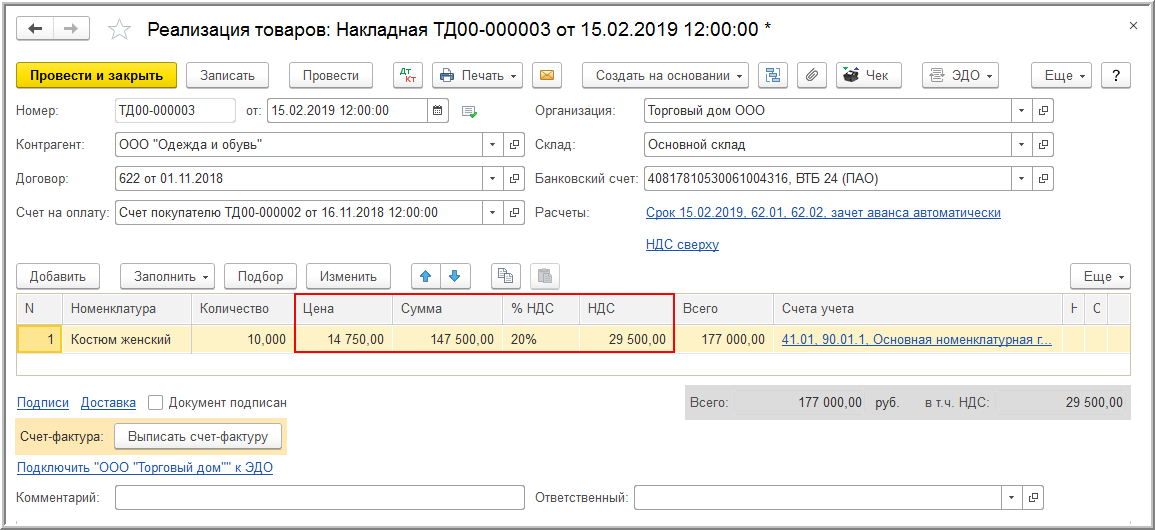 Реализация товаров: Накладная ТД00-000003 от 15.02.2019 12:00:00 *
Провести и закрыть Записать Провести Дт Кт Печать Создать на основании Чек ЭДО Еще ?
Номер: ТД00-000003 от: 15.02.2019 12:00:00 Организация: Торговый дом ООО
Контрагент: ООО "Одежда и обувь" Склад: Основной склад
Договор: 622 от 01.11.2018 Банковский счет: 40817810530061004316, ВТБ 24 (ПАО)
Счет на оплату: Счет покупателю ТД00-000002 от 16.11.2018 12:00:00 Расчеты: Срок 15.02.2019, 62.01, 62.02, зачет аванса автоматически
НДС сверху
Добавить Заполнить Подбор Изменить Еще
N Номенклатура Количество Цена Сумма % НДС НДС Всего Счета учета Н С
1 Костюм женский 10,000 14 750,00 147 500,00 20% 29 500,00 177 000,00 41.01, 90.01.1, Основная номенклатурная г...
Подписи Доставка Документ подписан Всего: 177 000,00 руб. в т.ч. НДС: 29 500,00
Счет-фактура: Выписать счет-фактуру
Подключить "ООО "Торговый дом"" к ЭДО
Комментарий: Ответственный: